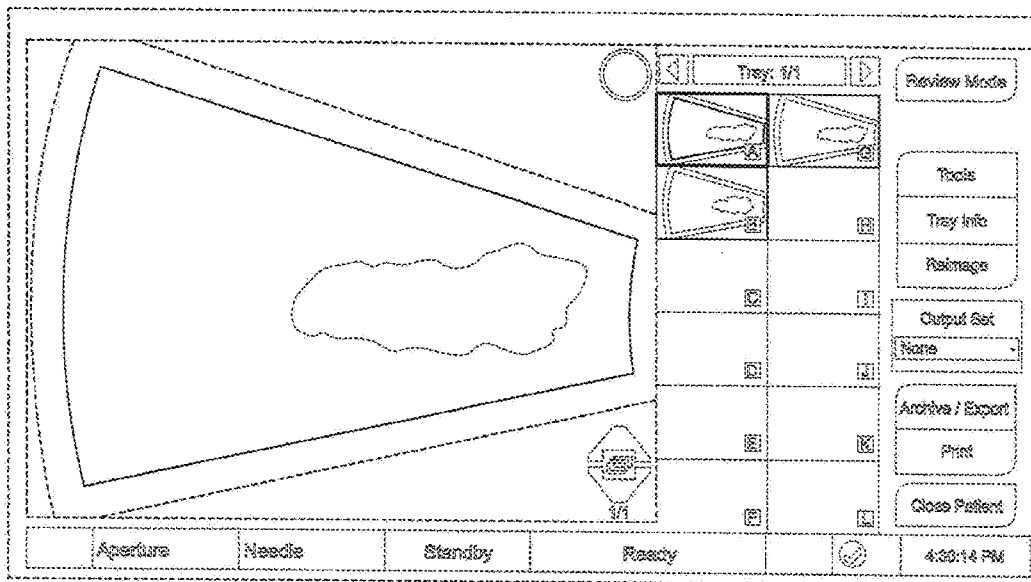 Tray: 1/1
A
G
B
H
C
I
D
J
E
K
F
L
1/1
Review Mode
Tools
Tray Info
Reimage
Output Set
None
Archive / Export
Print
Close Patient
Aperture
Needle
Standby
Ready
4:30:14 PM